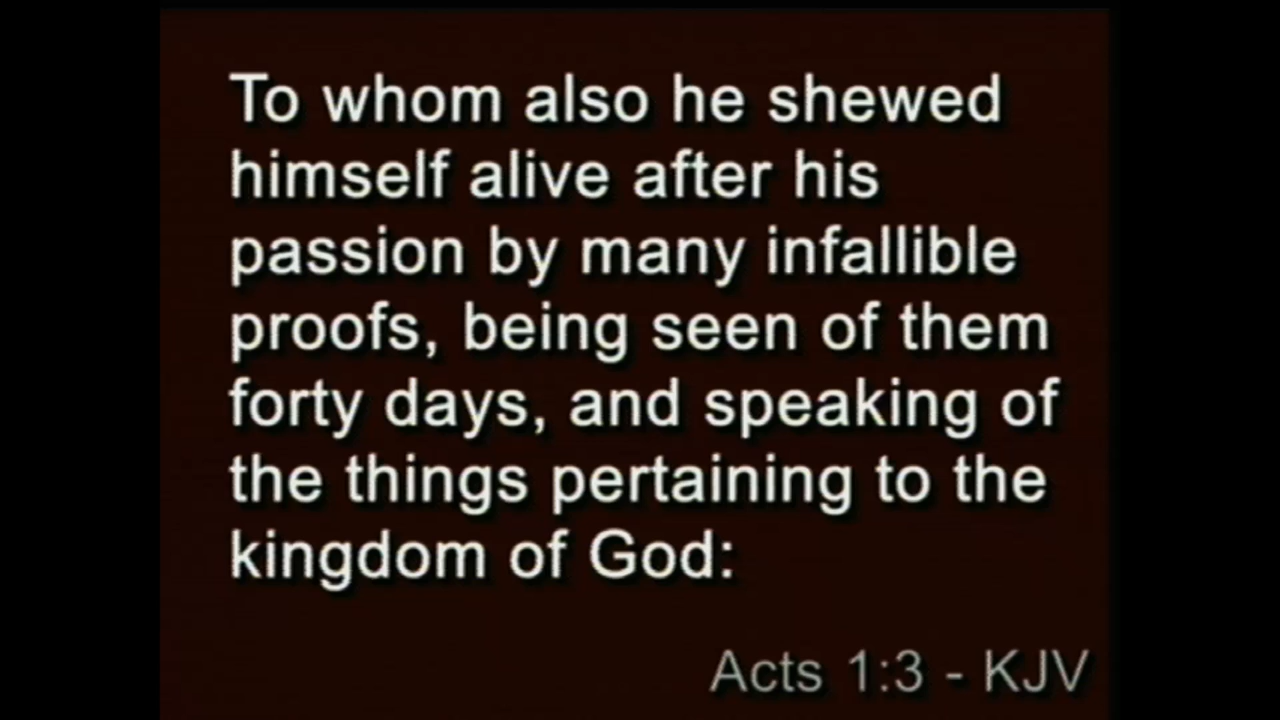 To whom also he shewed
himself alive after his
passion by many infallible
proofs, being seen of them
forty days, and speaking of
the things pertaining to the
kingdom of God:
Acts 1:3 - KJV